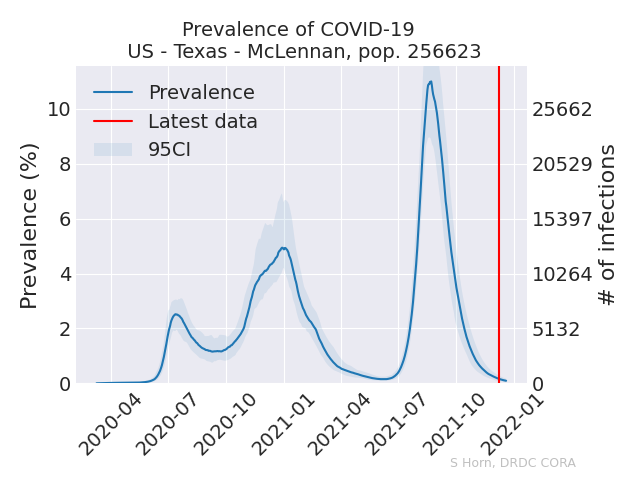 Prevalence of COVID-19
US - Texas - McLennan, pop. 256623
Prevalence
Latest data
95CI
Prevalence (%)
# of infections
10
8
6
4
2
0
25662
20529
15397
10264
5132
0
2020-04
2020-07
2020-10
2021-01
2021-04
2021-07
2021-10
2022-01
S Horn, DRDC CORA